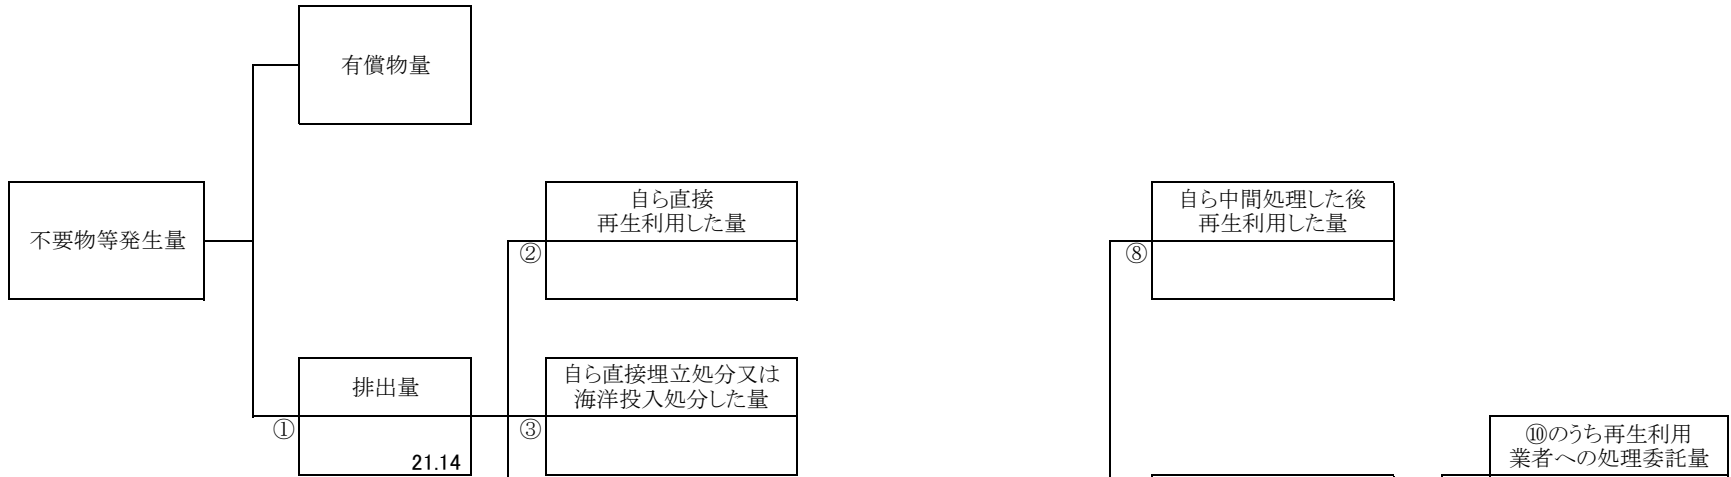 有償物量
不要物等発生量
自ら直接
再生利用した量
②
自ら中間処理した後
再生利用した量
⑧
排出量
①
21.14
自ら直接埋立処分又は
海洋投入処分した量
③
⑩のうち再生利用
業者への処理委託量